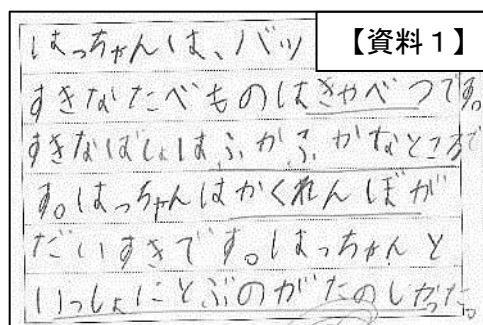 【資料1】
はっちゃんは、バッ
すきなたべものはきゃべつです。
すきなばしょはふかふかなところで
す。はっちゃんはかくれんぼが
だいすきです。はっちゃんと
いっしょにとぶのがたのしかった。